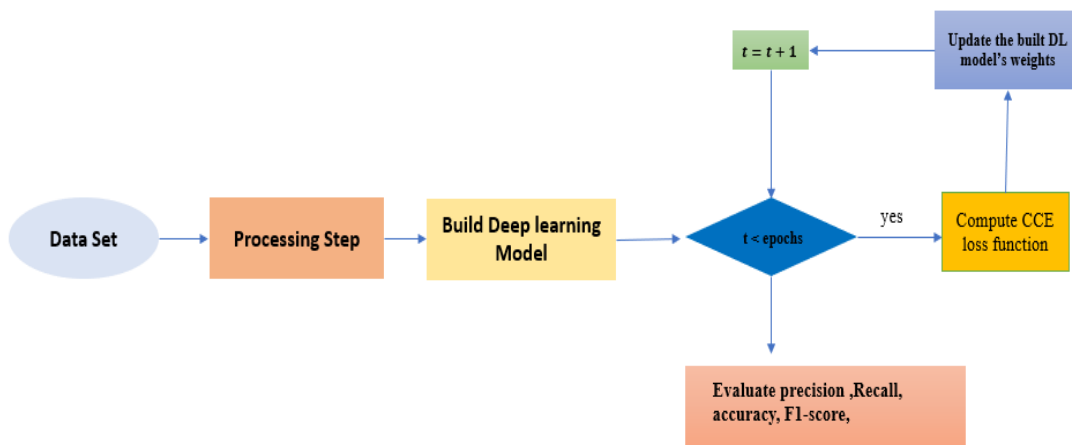 t = t + 1
Update the built DL
model's weights
Data Set
Processing Step
Build Deep learning
Model
t < epochs
yes
Compute CCE
loss function
Evaluate precision ,Recall,
accuracy, F1-score,